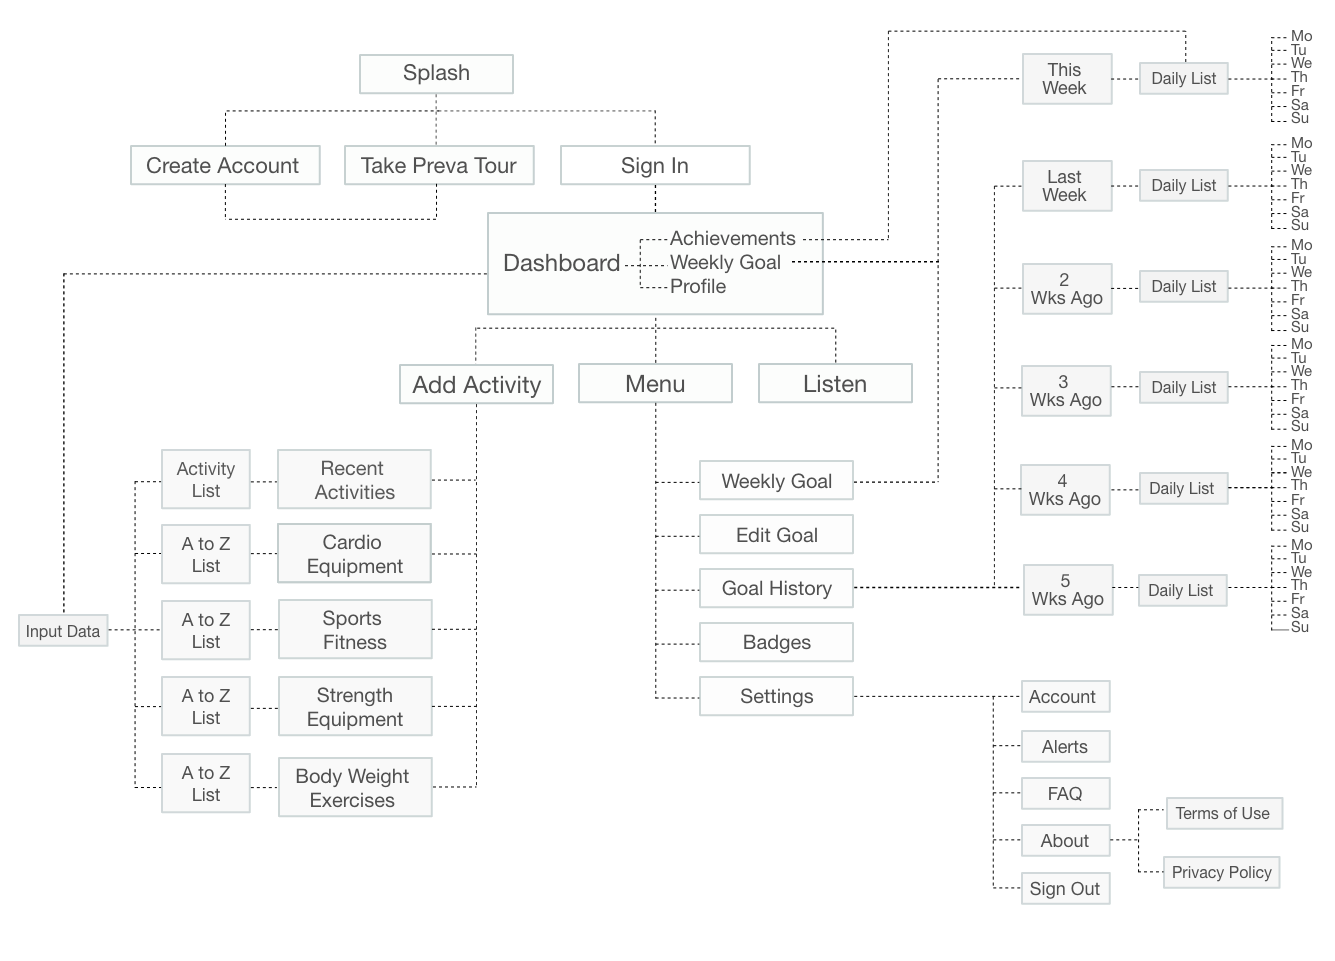 Splash
Create Account
Take Preva Tour
Sign In
Dashboard
Achievements
Weekly Goal
Profile
Add Activity
Menu
Listen
Activity
List
Recent
Activities
A to Z
List
Cardio
Equipment
A to Z
List
Sports
Fitness
A to Z
List
Strength
Equipment
A to Z
List
Body Weight
Exercises
Input Data
Weekly Goal
Edit Goal
Goal History
Badges
Settings
This
Week
Daily List
Mo
Tu
We
Th
Fr
Sa
Su
Last
Week
Daily List
Mo
Tu
We
Th
Fr
Sa
Su
2
Wks Ago
Daily List
Mo
Tu
We
Th
Fr
Sa
Su
3
Wks Ago
Daily List
Mo
Tu
We
Th
Fr
Sa
Su
4
Wks Ago
Daily List
Mo
Tu
We
Th
Fr
Sa
Su
5
Wks Ago
Daily List
Mo
Tu
We
Th
Fr
Sa
Su
Account
Alerts
FAQ
About
Sign Out
Terms of Use
Privacy Policy